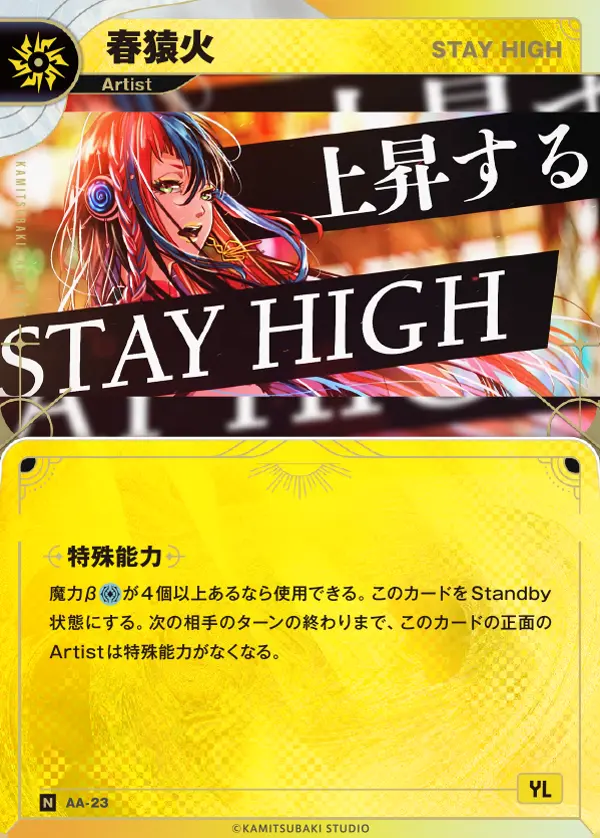 春猿火
STAY HIGH
Artist
上昇する
STAY HIGH
特殊能力
魔力βが4個以上あるなら使用できる。このカードをStandby
状態にする。次の相手のターンの終わりまで、このカードの正面の
Artistは特殊能力がなくなる。
N AA-23
YL
©KAMITSUBAKI STUDIO